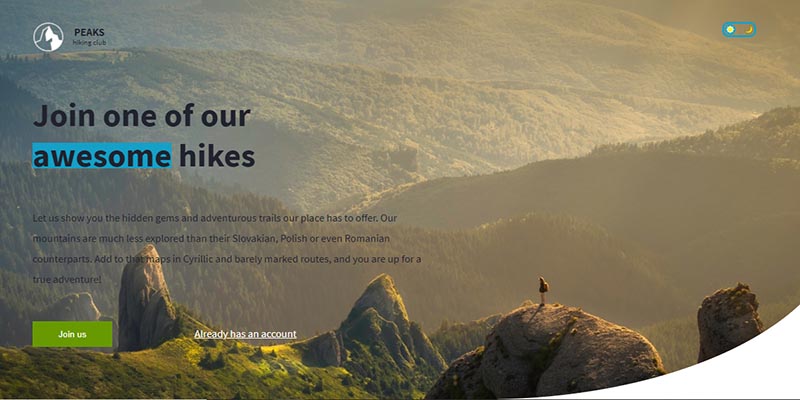 PEAKS
hiking club
Join one of our
awesome hikes
Let us show you the hidden gems and adventurous trails our place has to offer. Our
mountains are much less explored than their Slovakian, Polish or even Romanian
counterparts. Add to that maps in Cyrillic and barely marked routes, and you are up for a
true adventure!
Join us
Already has an account